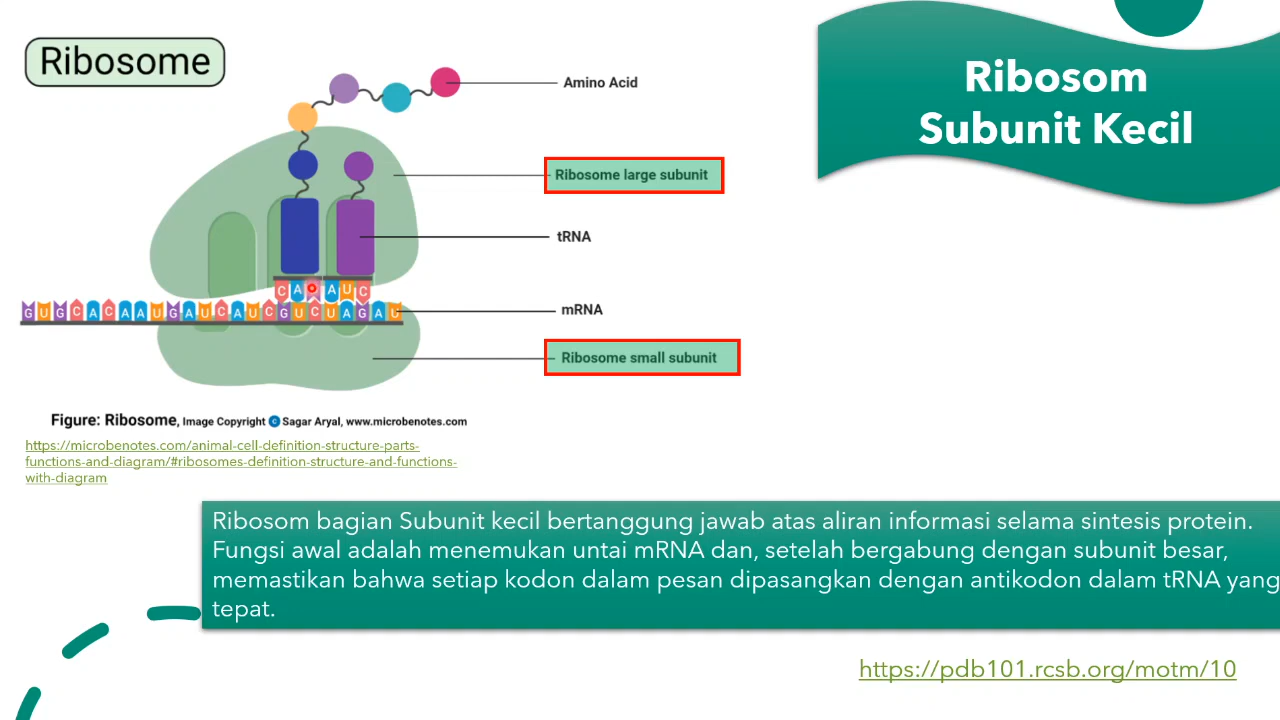 Ribosome
Ribosom
Subunit Kecil
Amino Acid
Ribosome large subunit
tRNA
C A A U C
G U G C A C A A U G A U C A U C G U C U A G A U
mRNA
Ribosome small subunit
Figure: Ribosome, Image Copyright C Sagar Aryal, www.microbenotes.com
https://microbenotes.com/animal-cell-definition-structure-parts-
functions-and-diagram/#ribosomes-definition-structure-and-functions-
with-diagram
Ribosom bagian Subunit kecil bertanggung jawab atas aliran informasi selama sintesis protein.
Fungsi awal adalah menemukan untai mRNA dan, setelah bergabung dengan subunit besar,
memastikan bahwa setiap kodon dalam pesan dipasangkan dengan antikodon dalam tRNA yang
tepat.
https://pdb101.rcsb.org/motm/10